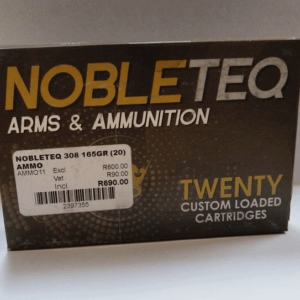 NOBLETEQ
ARMS & AMMUNITION
NOBLETEQ 308 165GR (20)
AMMO
AMMO11 Excl R600.00
Vat R90.00
Incl R690.00
2397355
TWENTY
CUSTOM LOADED
CARTRIDGES